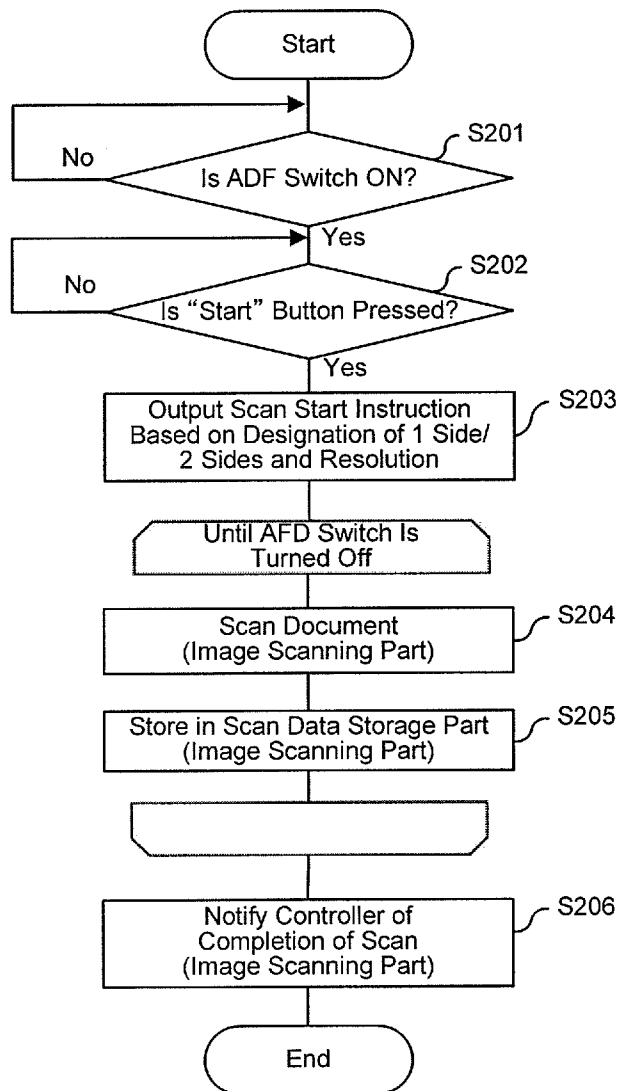 Start
S201
No
Is ADF Switch ON?
Yes
S202
No
Is “Start” Button Pressed?
Yes
S203
Output Scan Start Instruction
Based on Designation of 1 Side/
2 Sides and Resolution
Until AFD Switch Is
Turned Off
S204
Scan Document
(Image Scanning Part)
S205
Store in Scan Data Storage Part
(Image Scanning Part)
S206
Notify Controller of
Completion of Scan
(Image Scanning Part)
End